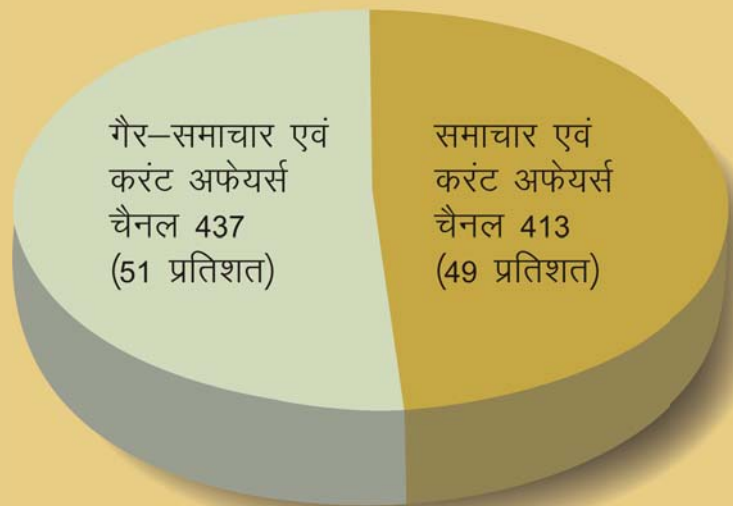 गैर–समाचार एवं
करंट अफेयर्स
चैनल 437
(51 प्रतिशत)
समाचार एवं
करंट अफेयर्स
चैनल 413
(49 प्रतिशत)